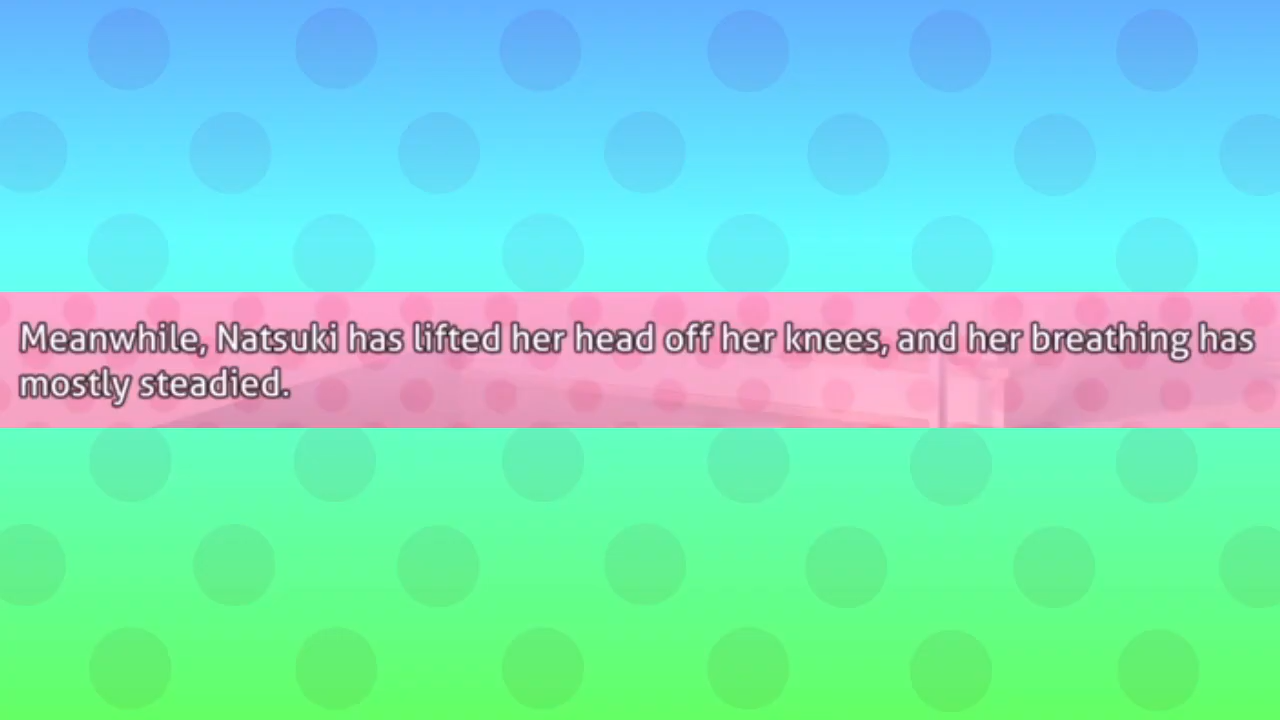 Meanwhile, Natsuki has lifted her head off her knees, and her breathing has
mostly steadied.